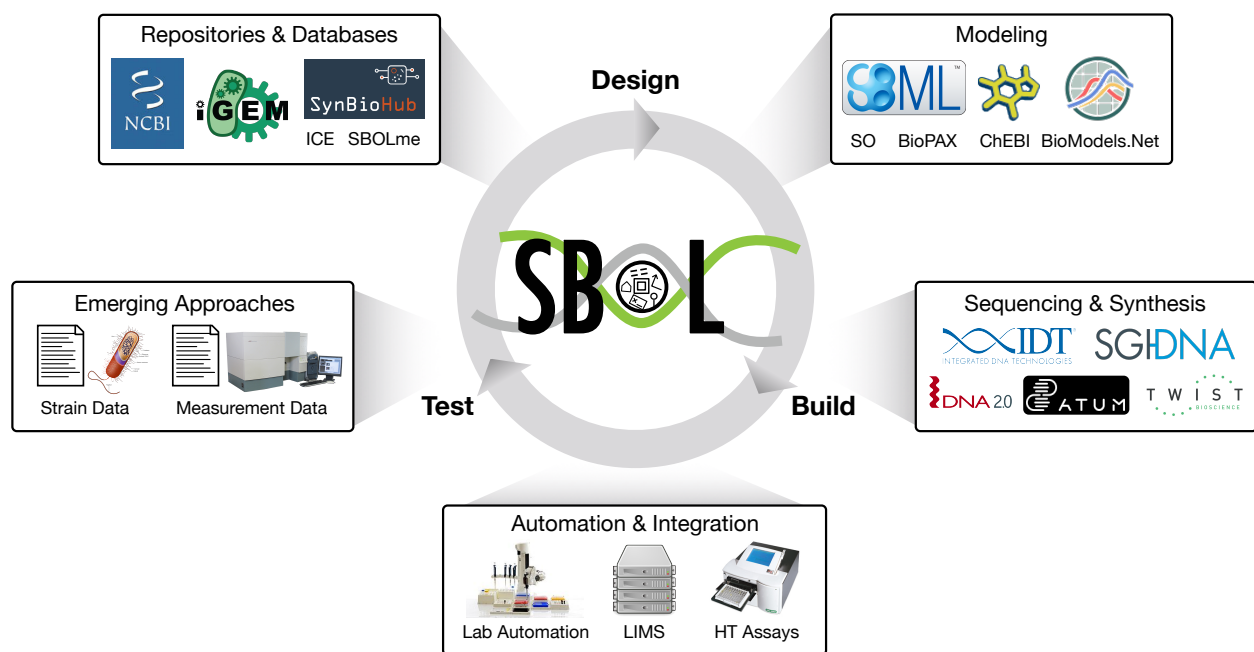 Repositories & Databases
NCBI
iGEM
SynBioHub
ICE SBOLme
Design
Modeling
SBML™
SO BioPAX ChEBI BioModels.Net
SBOL
Emerging Approaches
Strain Data Measurement Data
Test
Build
Sequencing & Synthesis
IDT®
INTEGRATED DNA TECHNOLOGIES
SGI-DNA
DNA 2.0
ATUM
TWIST
BIOSCIENCE
Automation & Integration
Lab Automation LIMS HT Assays